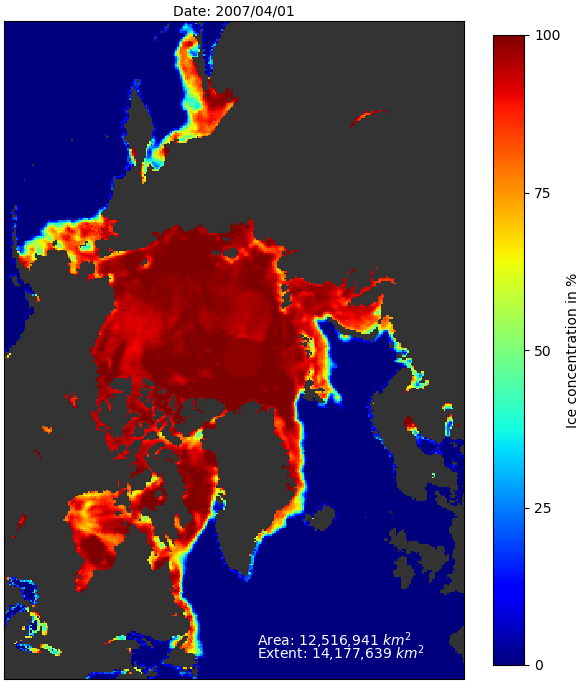 Date: 2007/04/01
100
75
50
25
0
Ice concentration in %
Area: 12,516,941 km²
Extent: 14,177,639 km²